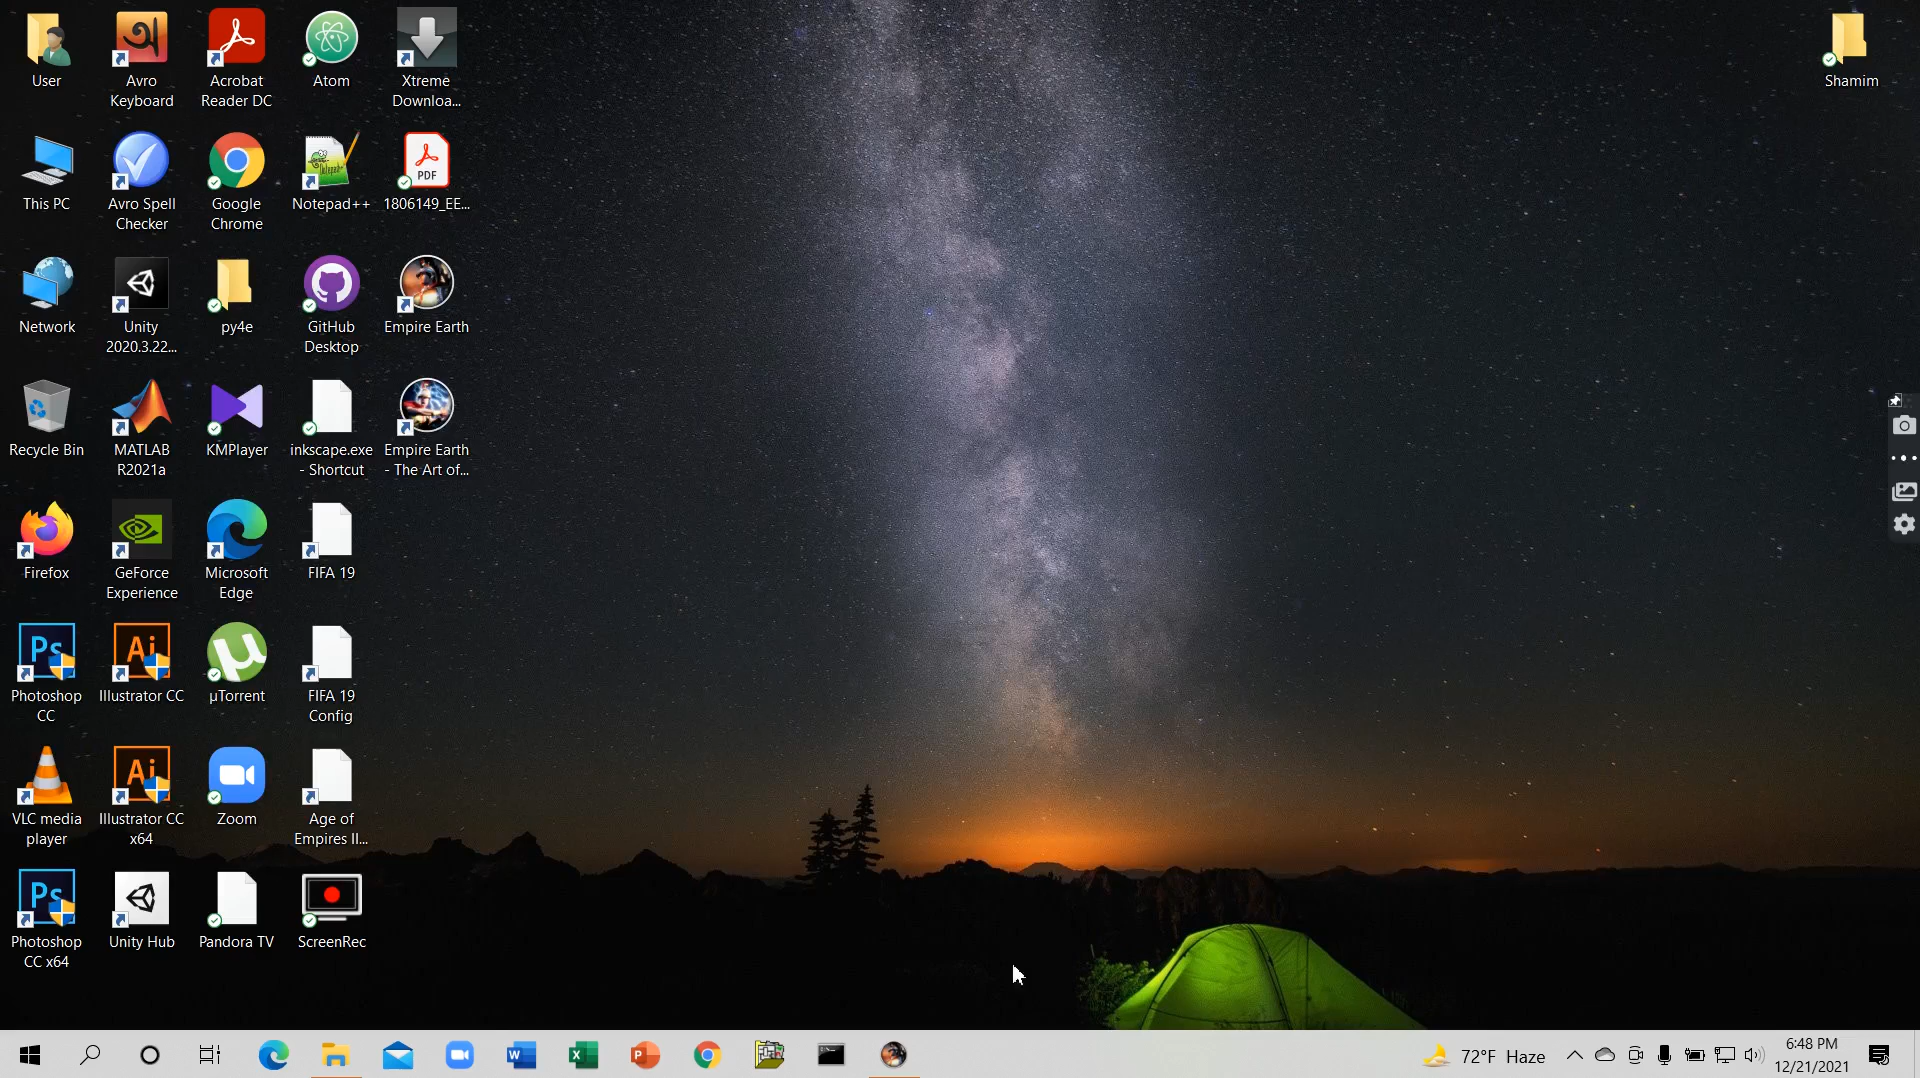 User
Avro
Keyboard
Acrobat
Reader DC
Atom
Xtreme
Downloa...
Shamim
This PC
Avro Spell
Checker
Google
Chrome
Notepad++
PDF
1806149_EE...
Network
Unity
2020.3.22...
py4e
GitHub
Desktop
Empire Earth
Recycle Bin
MATLAB
R2021a
KMPlayer
inkscape.exe
- Shortcut
Empire Earth
- The Art of...
Firefox
GeForce
Experience
Microsoft
Edge
FIFA 19
Ps
Photoshop
CC
Ai
Illustrator CC
µTorrent
FIFA 19
Config
VLC media
player
Ai
Illustrator CC
x64
Zoom
Age of
Empires II...
Ps
Photoshop
CC x64
Unity Hub
Pandora TV
ScreenRec
72°F Haze
6:48 PM
12/21/2021